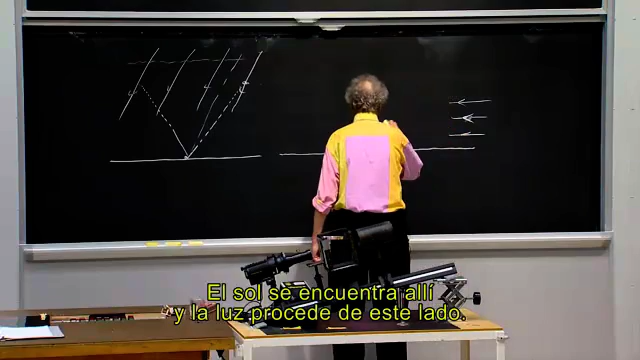 El sol se encuentra allí
y la luz procede de este lado.